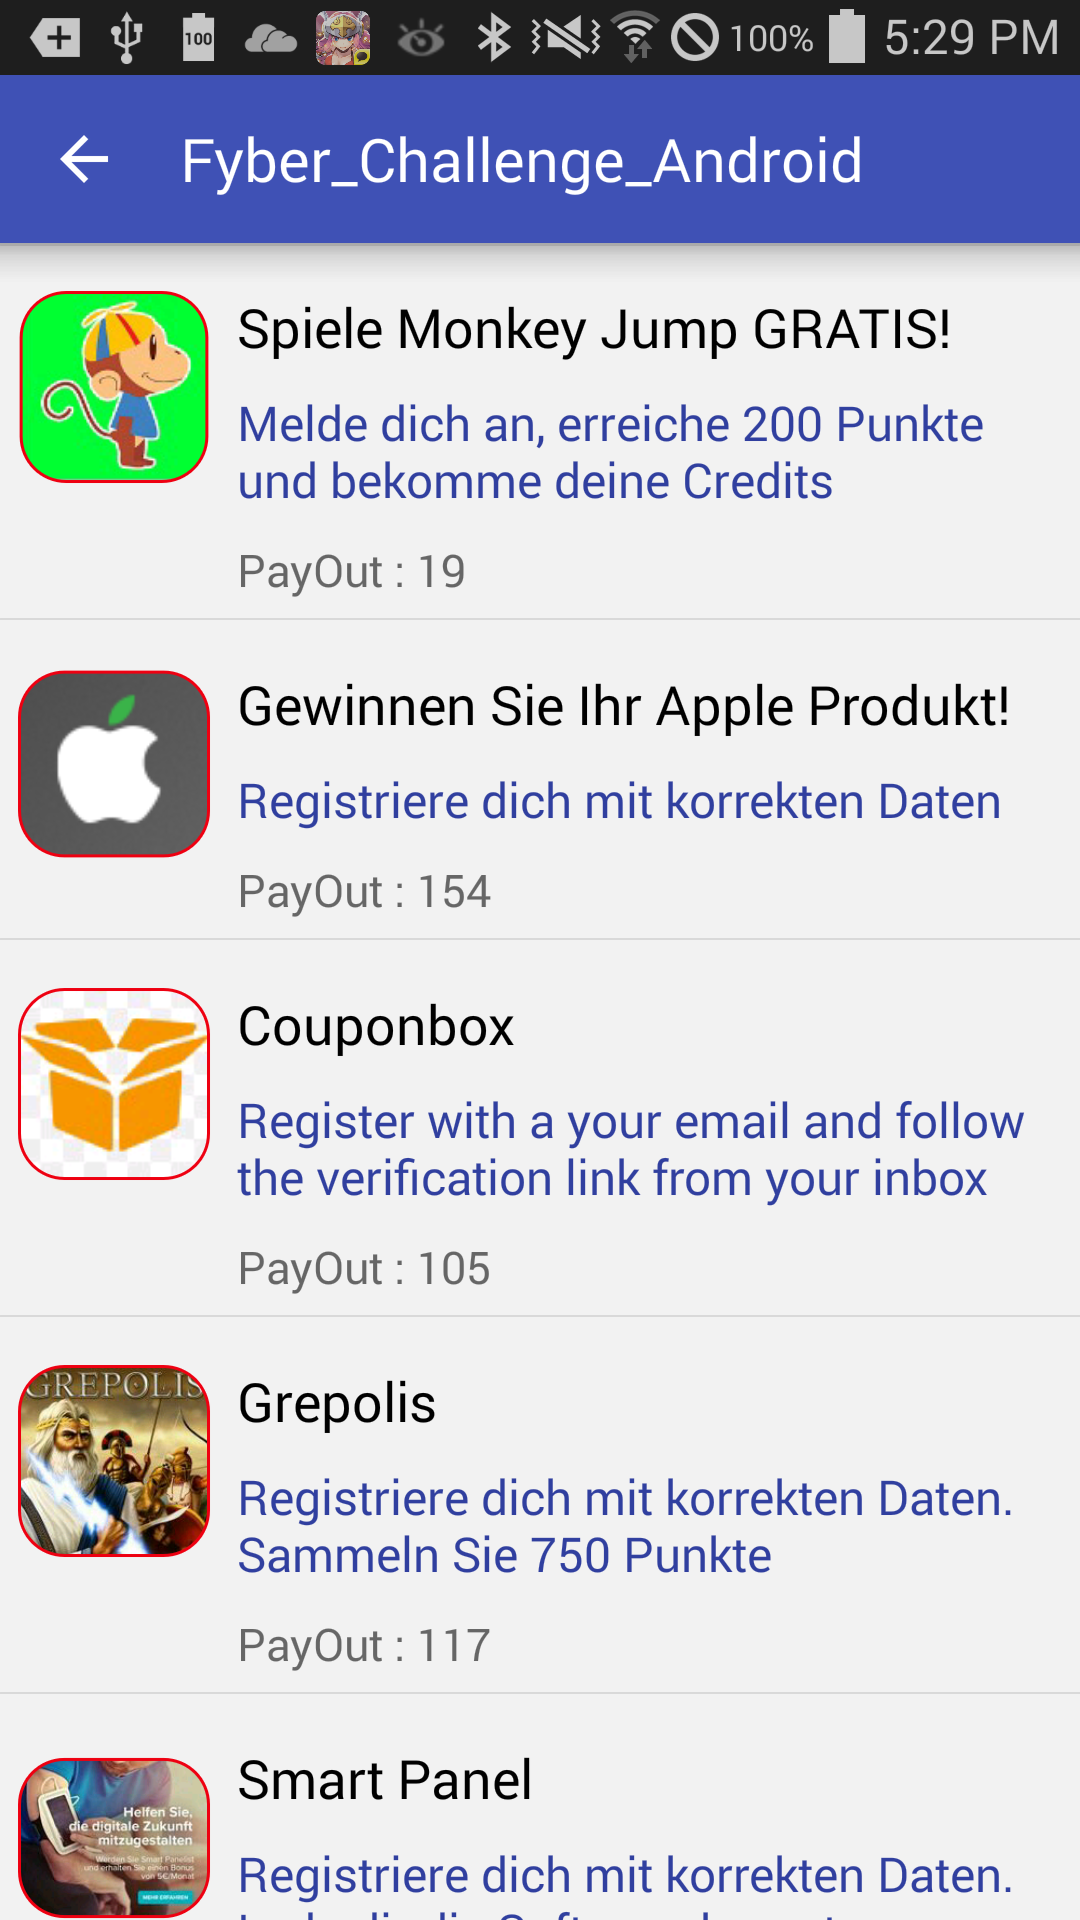 100 100% 5:29 PM
Fyber_Challenge_Android
Spiele Monkey Jump GRATIS!
Melde dich an, erreiche 200 Punkte
und bekomme deine Credits
PayOut : 19
Gewinnen Sie Ihr Apple Produkt!
Registriere dich mit korrekten Daten
PayOut : 154
Couponbox
Register with a your email and follow
the verification link from your inbox
PayOut : 105
GREPOLIS
Grepolis
Registriere dich mit korrekten Daten.
Sammeln Sie 750 Punkte
PayOut : 117
Smart Panel
Helfen Sie,
die digitale Zukunft
mitzugestalten
Werden Sie Smart Panelist
und erhalten Sie einen Bonus
von 5€/Monat
MEHR ERFAHREN
Registriere dich mit korrekten Daten.